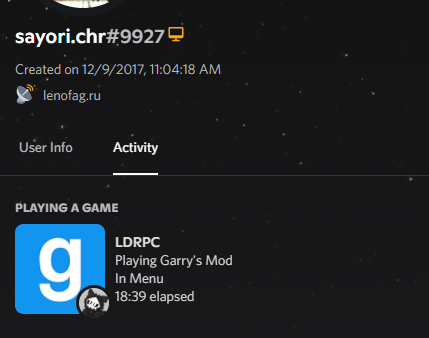 sayori.chr#9927
Created on 12/9/2017, 11:04:18 AM
lenofag.ru
User Info Activity
PLAYING A GAME
g
LDRPC
Playing Garry's Mod
In Menu
18:39 elapsed